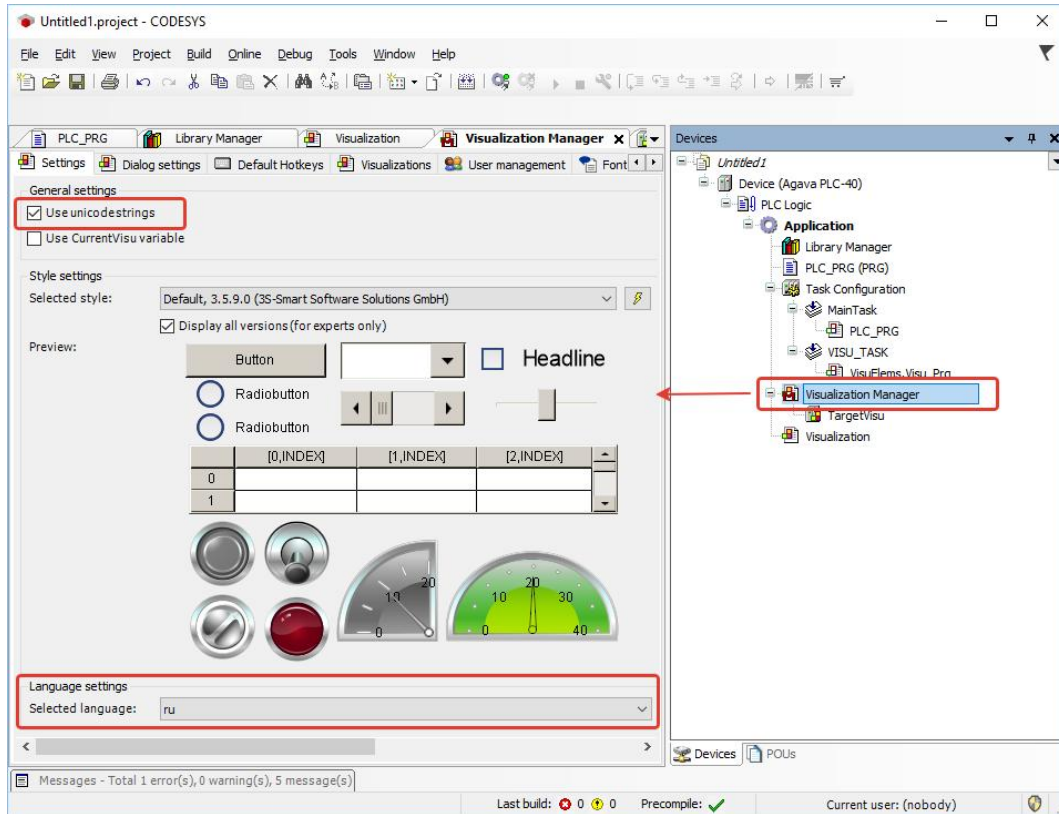 Untitled1.project - CODESYS
File Edit View Project Build Online Debug Tools Window Help
PLC_PRG Library Manager Visualization Visualization Manager
Settings Dialog settings Default Hotkeys Visualizations User management Font
General settings
Use unicodestrings
Use CurrentVisu variable
Style settings
Selected style: Default, 3.5.9.0 (3S-Smart Software Solutions GmbH)
Display all versions (for experts only)
Preview:
Button Headline
Radiobutton
Radiobutton
[0,INDEX] [1,INDEX] [2,INDEX]
0
1
0 10 20
0 10 20 30 40
Language settings
Selected language: ru
Devices
Untitled1
Device (Agava PLC-40)
PLC Logic
Application
Library Manager
PLC_PRG (PRG)
Task Configuration
MainTask
PLC_PRG
VISU_TASK
VisuElems.Visu_Prg
Visualization Manager
TargetVisu
Visualization
Devices POUs
Messages - Total 1 error(s), 0 warning(s), 5 message(s)
Last build: 0 0 Precompile: Current user: (nobody)